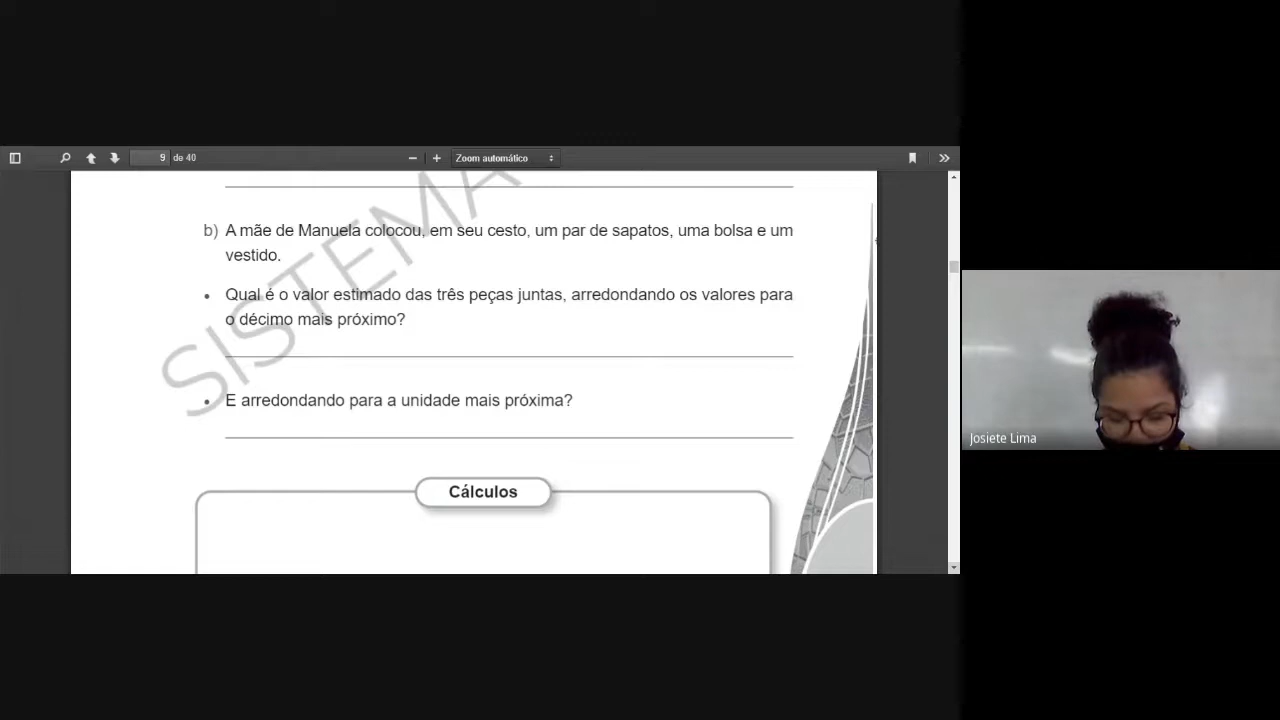 9 de 40
Zoom automático
SISTEMA
b) A mãe de Manuela colocou, em seu cesto, um par de sapatos, uma bolsa e um
vestido.
• Qual é o valor estimado das três peças juntas, arredondando os valores para
o décimo mais próximo?
• E arredondando para a unidade mais próxima?
Cálculos
Josiete Lima